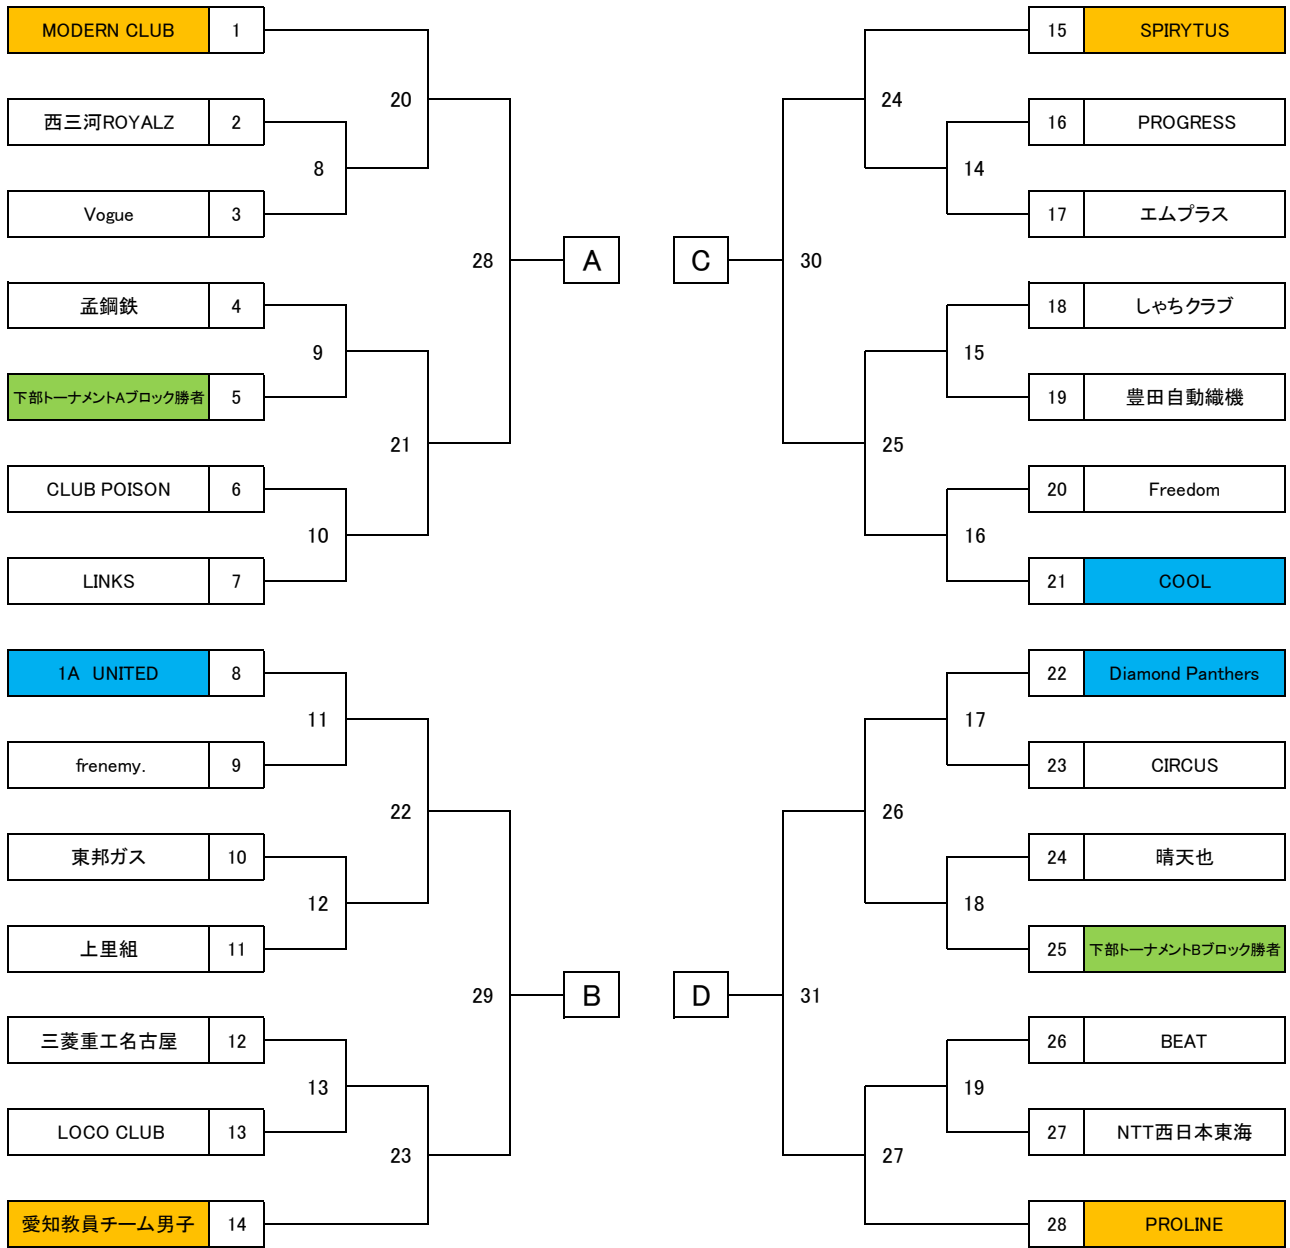 MODERN CLUB 1
20
西三河ROYALZ 2
8
Vogue 3
28
A
孟鋼鉄 4
9
下部トーナメントAブロック勝者 5
21
CLUB POISON 6
10
LINKS 7
1A UNITED 8
11
frenemy. 9
22
東邦ガス 10
12
上里組 11
29
B
三菱重工名古屋 12
13
LOCO CLUB 13
23
愛知教員チーム男子 14
15 SPIRYTUS
24
16 PROGRESS
14
17 エムプラス
C
30
18 しゃちクラブ
15
19 豊田自動織機
25
20 Freedom
16
21 COOL
22 Diamond Panthers
17
23 CIRCUS
26
24 晴天也
18
25 下部トーナメントBブロック勝者
D
31
26 BEAT
19
27 NTT西日本東海
27
28 PROLINE